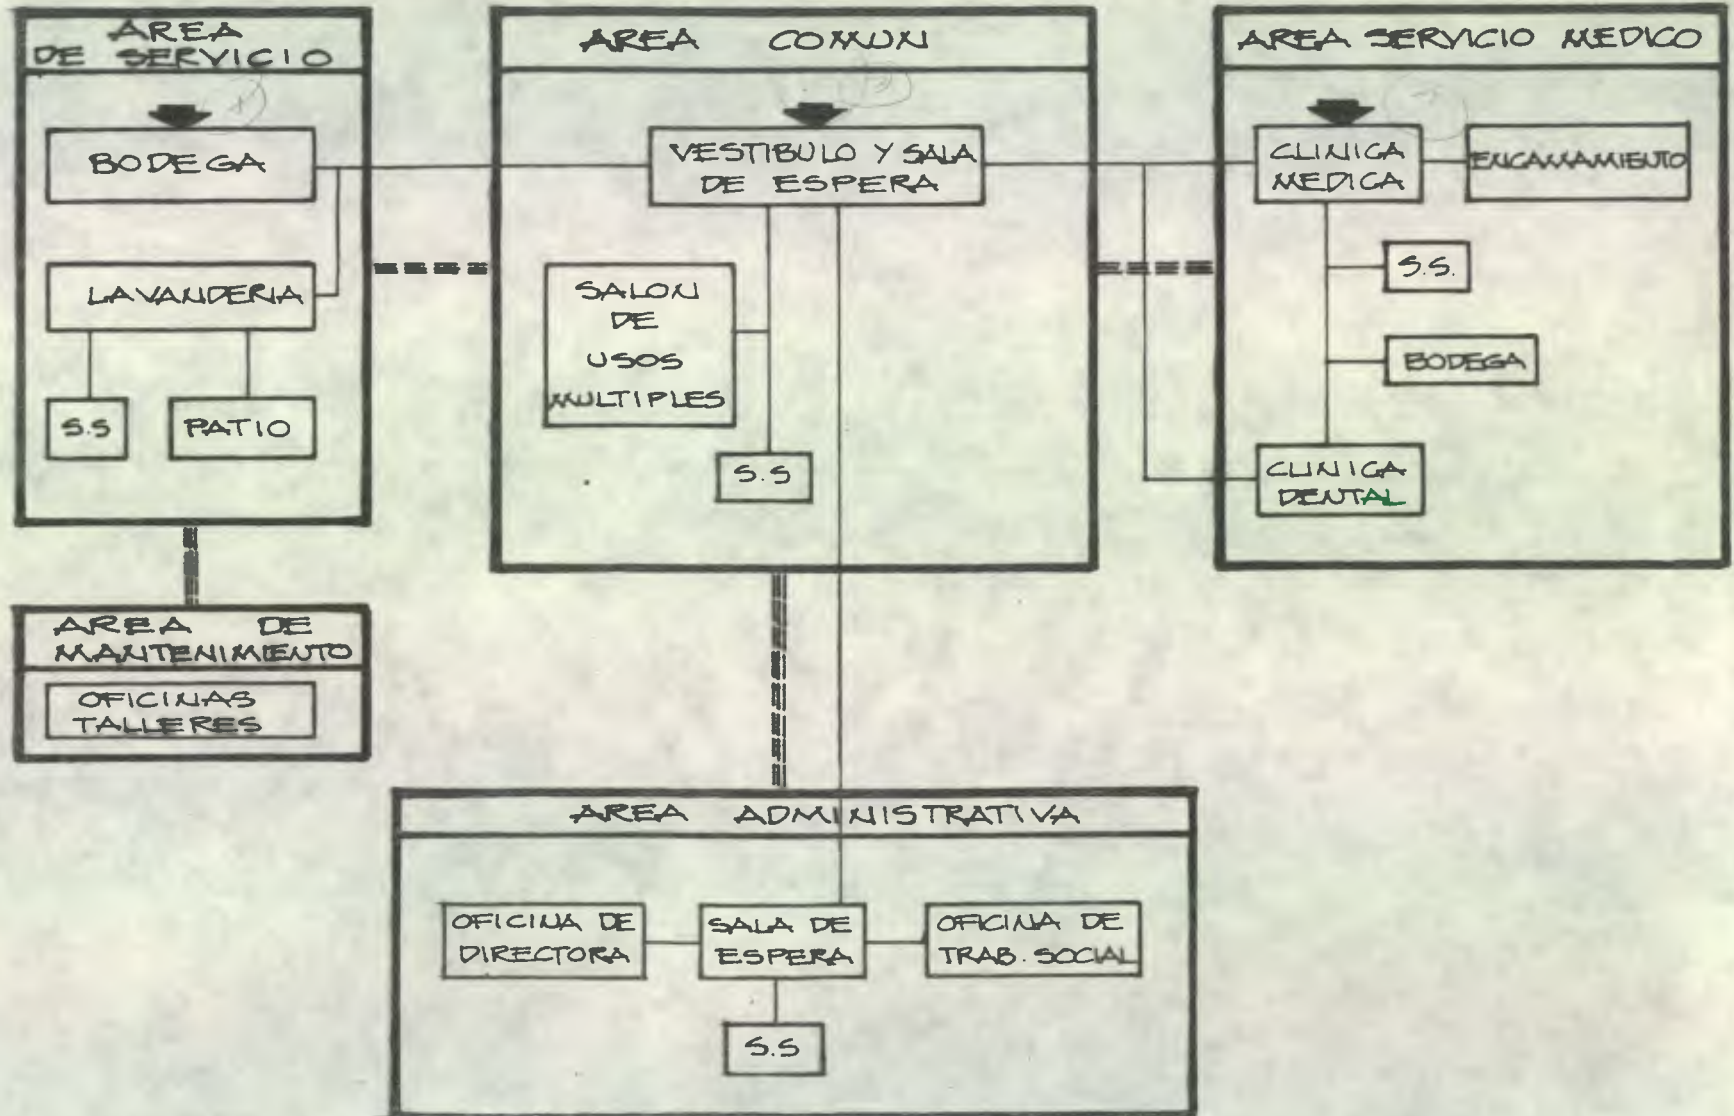 AREA
DE SERVICIO
BODEGA
LAVANDERIA
S.S
PATIO
AREA COMUN
VESTIBULO Y SALA
DE ESPERA
SALON
DE
USOS
MULTIPLES
S.S
AREA SERVICIO MEDICO
CLINICA
MEDICA
ENCAMAMIENTO
S.S.
BODEGA
CLINICA
DENTAL
AREA DE
MANTENIMIENTO
OFICINAS
TALLERES
AREA ADMINISTRATIVA
OFICINA DE
DIRECTORA
SALA DE
ESPERA
OFICINA DE
TRAB. SOCIAL
S.S